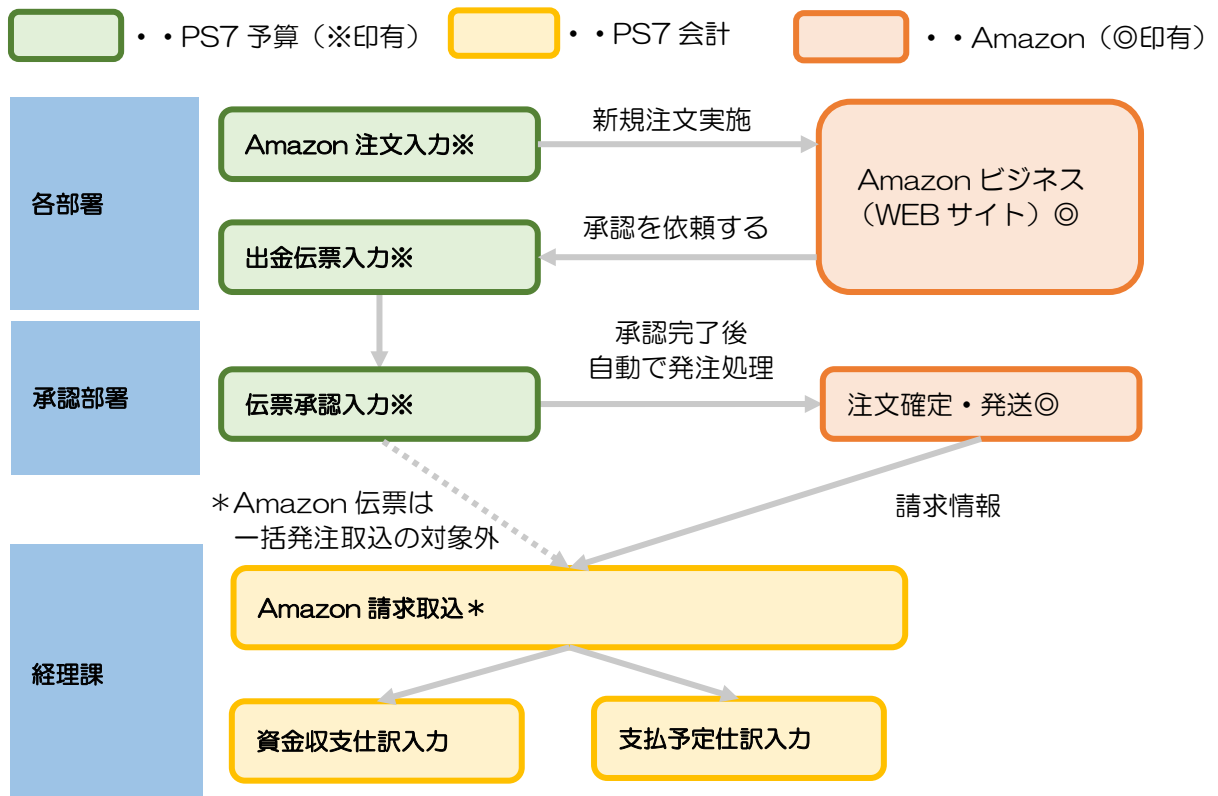 ・・PS7 予算（※印有）
・・PS7 会計
・・Amazon（◎印有）
各部署
Amazon 注文入力※
新規注文実施
Amazon ビジネス
（WEB サイト）◎
承認を依頼する
出金伝票入力※
承認部署
伝票承認入力※
承認完了後
自動で発注処理
注文確定・発送◎
＊Amazon 伝票は
一括発注取込の対象外
請求情報
経理課
Amazon 請求取込＊
資金収支仕訳入力
支払予定仕訳入力